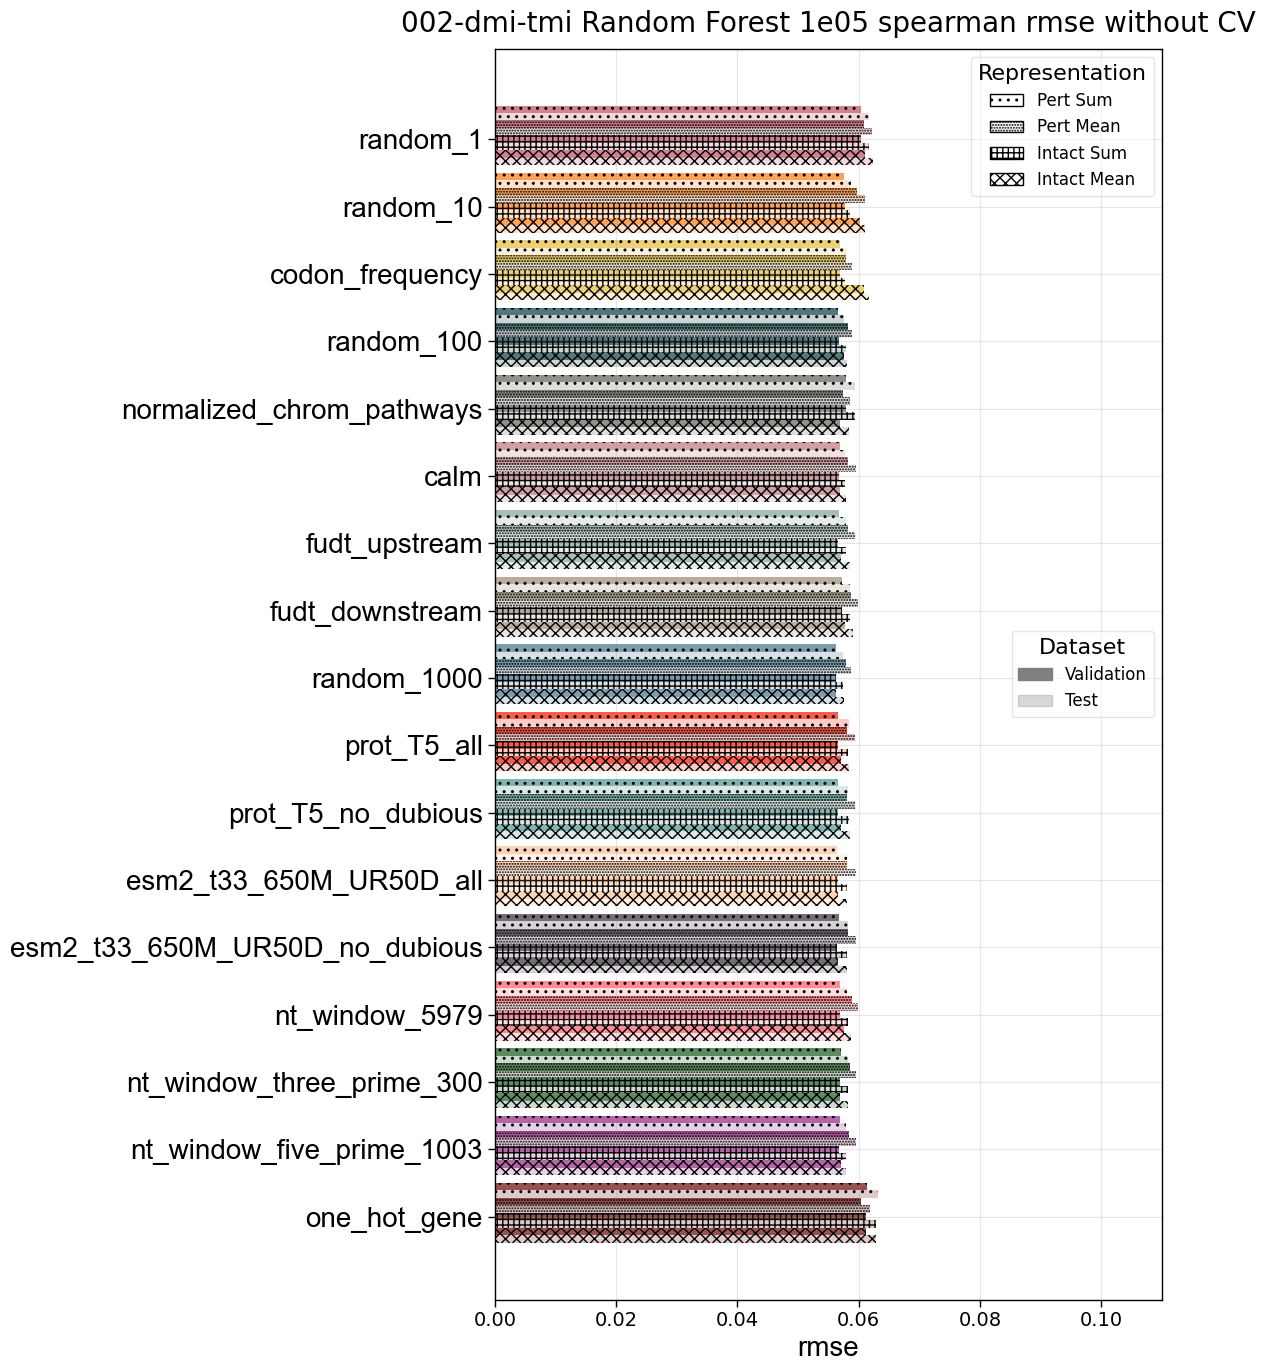 002-dmi-tmi Random Forest 1e05 spearman rmse without CV
Representation
Pert Sum
Pert Mean
Intact Sum
Intact Mean
random_1
random_10
codon_frequency
random_100
normalized_chrom_pathways
calm
fudt_upstream
fudt_downstream
random_1000
prot_T5_all
prot_T5_no_dubious
esm2_t33_650M_UR50D_all
esm2_t33_650M_UR50D_no_dubious
nt_window_5979
nt_window_three_prime_300
nt_window_five_prime_1003
one_hot_gene
Dataset
Validation
Test
0.00 0.02 0.04 0.06 0.08 0.10
rmse